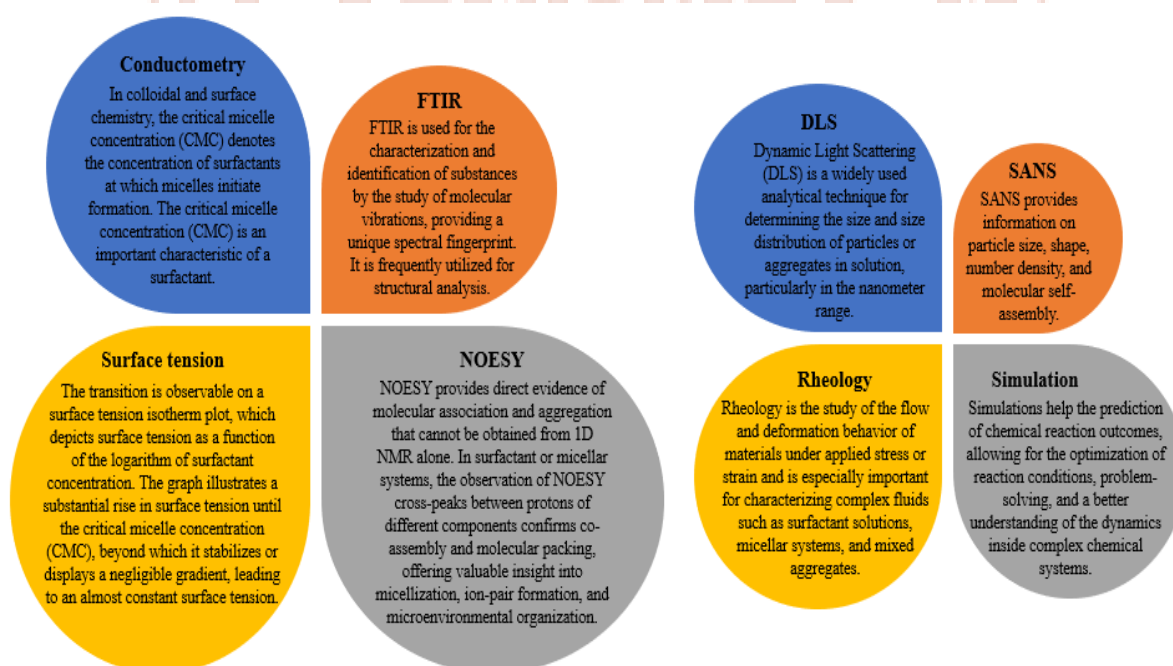 Conductometry
In colloidal and surface
chemistry, the critical micelle
concentration (CMC) denotes
the concentration of surfactants
at which micelles initiate
formation. The critical micelle
concentration (CMC) is an
important characteristic of a
surfactant.
FTIR
FTIR is used for the
characterization and
identification of substances
by the study of molecular
vibrations, providing a
unique spectral fingerprint.
It is frequently utilized for
structural analysis.
Surface tension
The transition is observable on a
surface tension isotherm plot, which
depicts surface tension as a function
of the logarithm of surfactant
concentration. The graph illustrates a
substantial rise in surface tension until
the critical micelle concentration
(CMC), beyond which it stabilizes or
displays a negligible gradient, leading
to an almost constant surface tension.
NOESY
NOESY provides direct evidence of
molecular association and aggregation
that cannot be obtained from 1D
NMR alone. In surfactant or micellar
systems, the observation of NOESY
cross-peaks between protons of
different components confirms co-
assembly and molecular packing,
offering valuable insight into
micellization, ion-pair formation, and
microenvironmental organization.
DLS
Dynamic Light Scattering
(DLS) is a widely used
analytical technique for
determining the size and size
distribution of particles or
aggregates in solution,
particularly in the nanometer
range.
SANS
SANS provides
information on
particle size, shape,
number density, and
molecular self-
assembly.
Rheology
Rheology is the study of the flow
and deformation behavior of
materials under applied stress or
strain and is especially important
for characterizing complex fluids
such as surfactant solutions,
micellar systems, and mixed
aggregates.
Simulation
Simulations help the prediction
of chemical reaction outcomes,
allowing for the optimization of
reaction conditions, problem-
solving, and a better
understanding of the dynamics
inside complex chemical
systems.